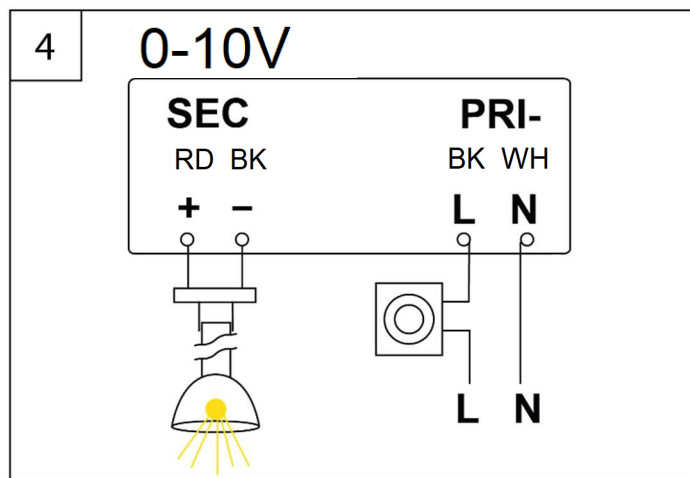 4
0-10V
SEC PRI-
RD BK BK WH
+ − L N
L N